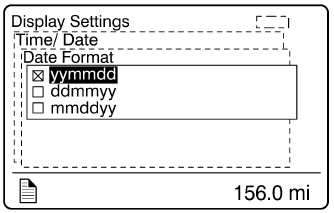 Display Settings
Time/ Date
Date Format
yymmdd
ddmmyy
mmddyy
156.0 mi